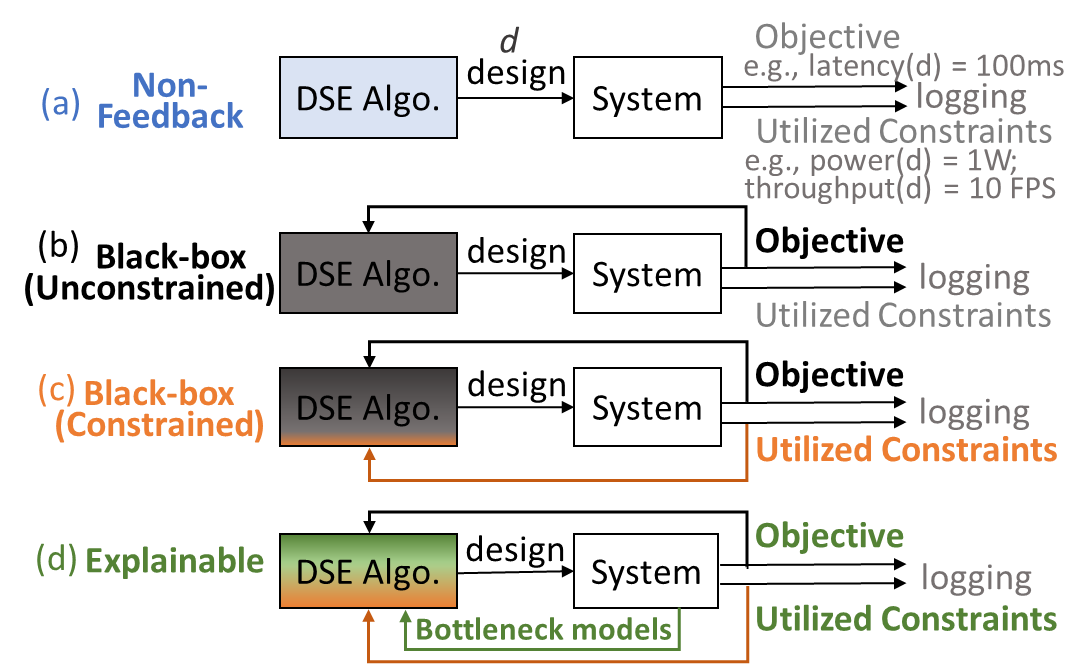 (a) Non-
Feedback
DSE Algo.
d
design
System
Objective
e.g., latency(d) = 100ms
logging
Utilized Constraints
e.g., power(d) = 1W;
throughput(d) = 10 FPS
(b) Black-box
(Unconstrained)
DSE Algo.
design
System
Objective
logging
Utilized Constraints
(c) Black-box
(Constrained)
DSE Algo.
design
System
Objective
logging
Utilized Constraints
(d) Explainable
DSE Algo.
design
System
Objective
logging
Utilized Constraints
Bottleneck models